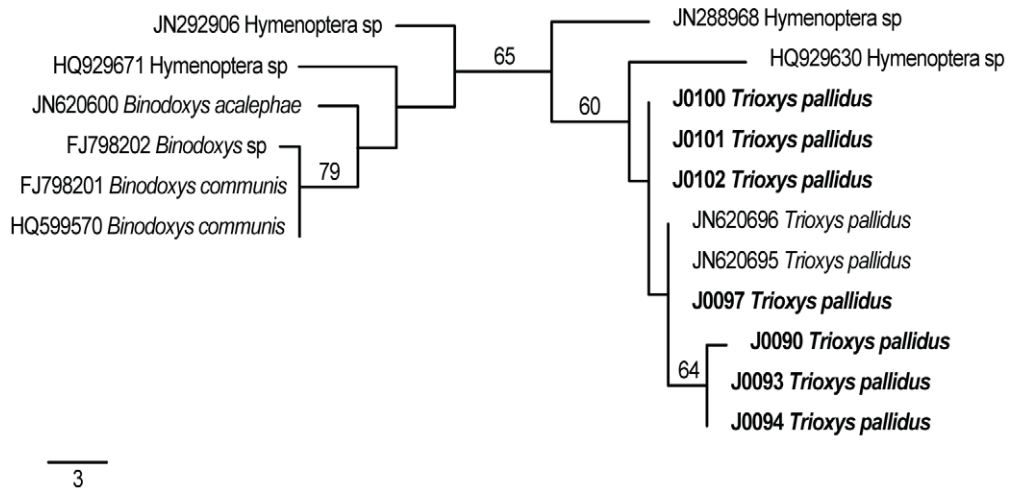 JN292906 Hymenoptera sp
HQ929671 Hymenoptera sp
JN620600 Binodoxys acalephae
FJ798202 Binodoxys sp
79
FJ798201 Binodoxys communis
HQ599570 Binodoxys communis
65
JN288968 Hymenoptera sp
HQ929630 Hymenoptera sp
60
J0100 Trioxys pallidus
J0101 Trioxys pallidus
J0102 Trioxys pallidus
JN620696 Trioxys pallidus
JN620695 Trioxys pallidus
J0097 Trioxys pallidus
J0090 Trioxys pallidus
64
J0093 Trioxys pallidus
J0094 Trioxys pallidus
3